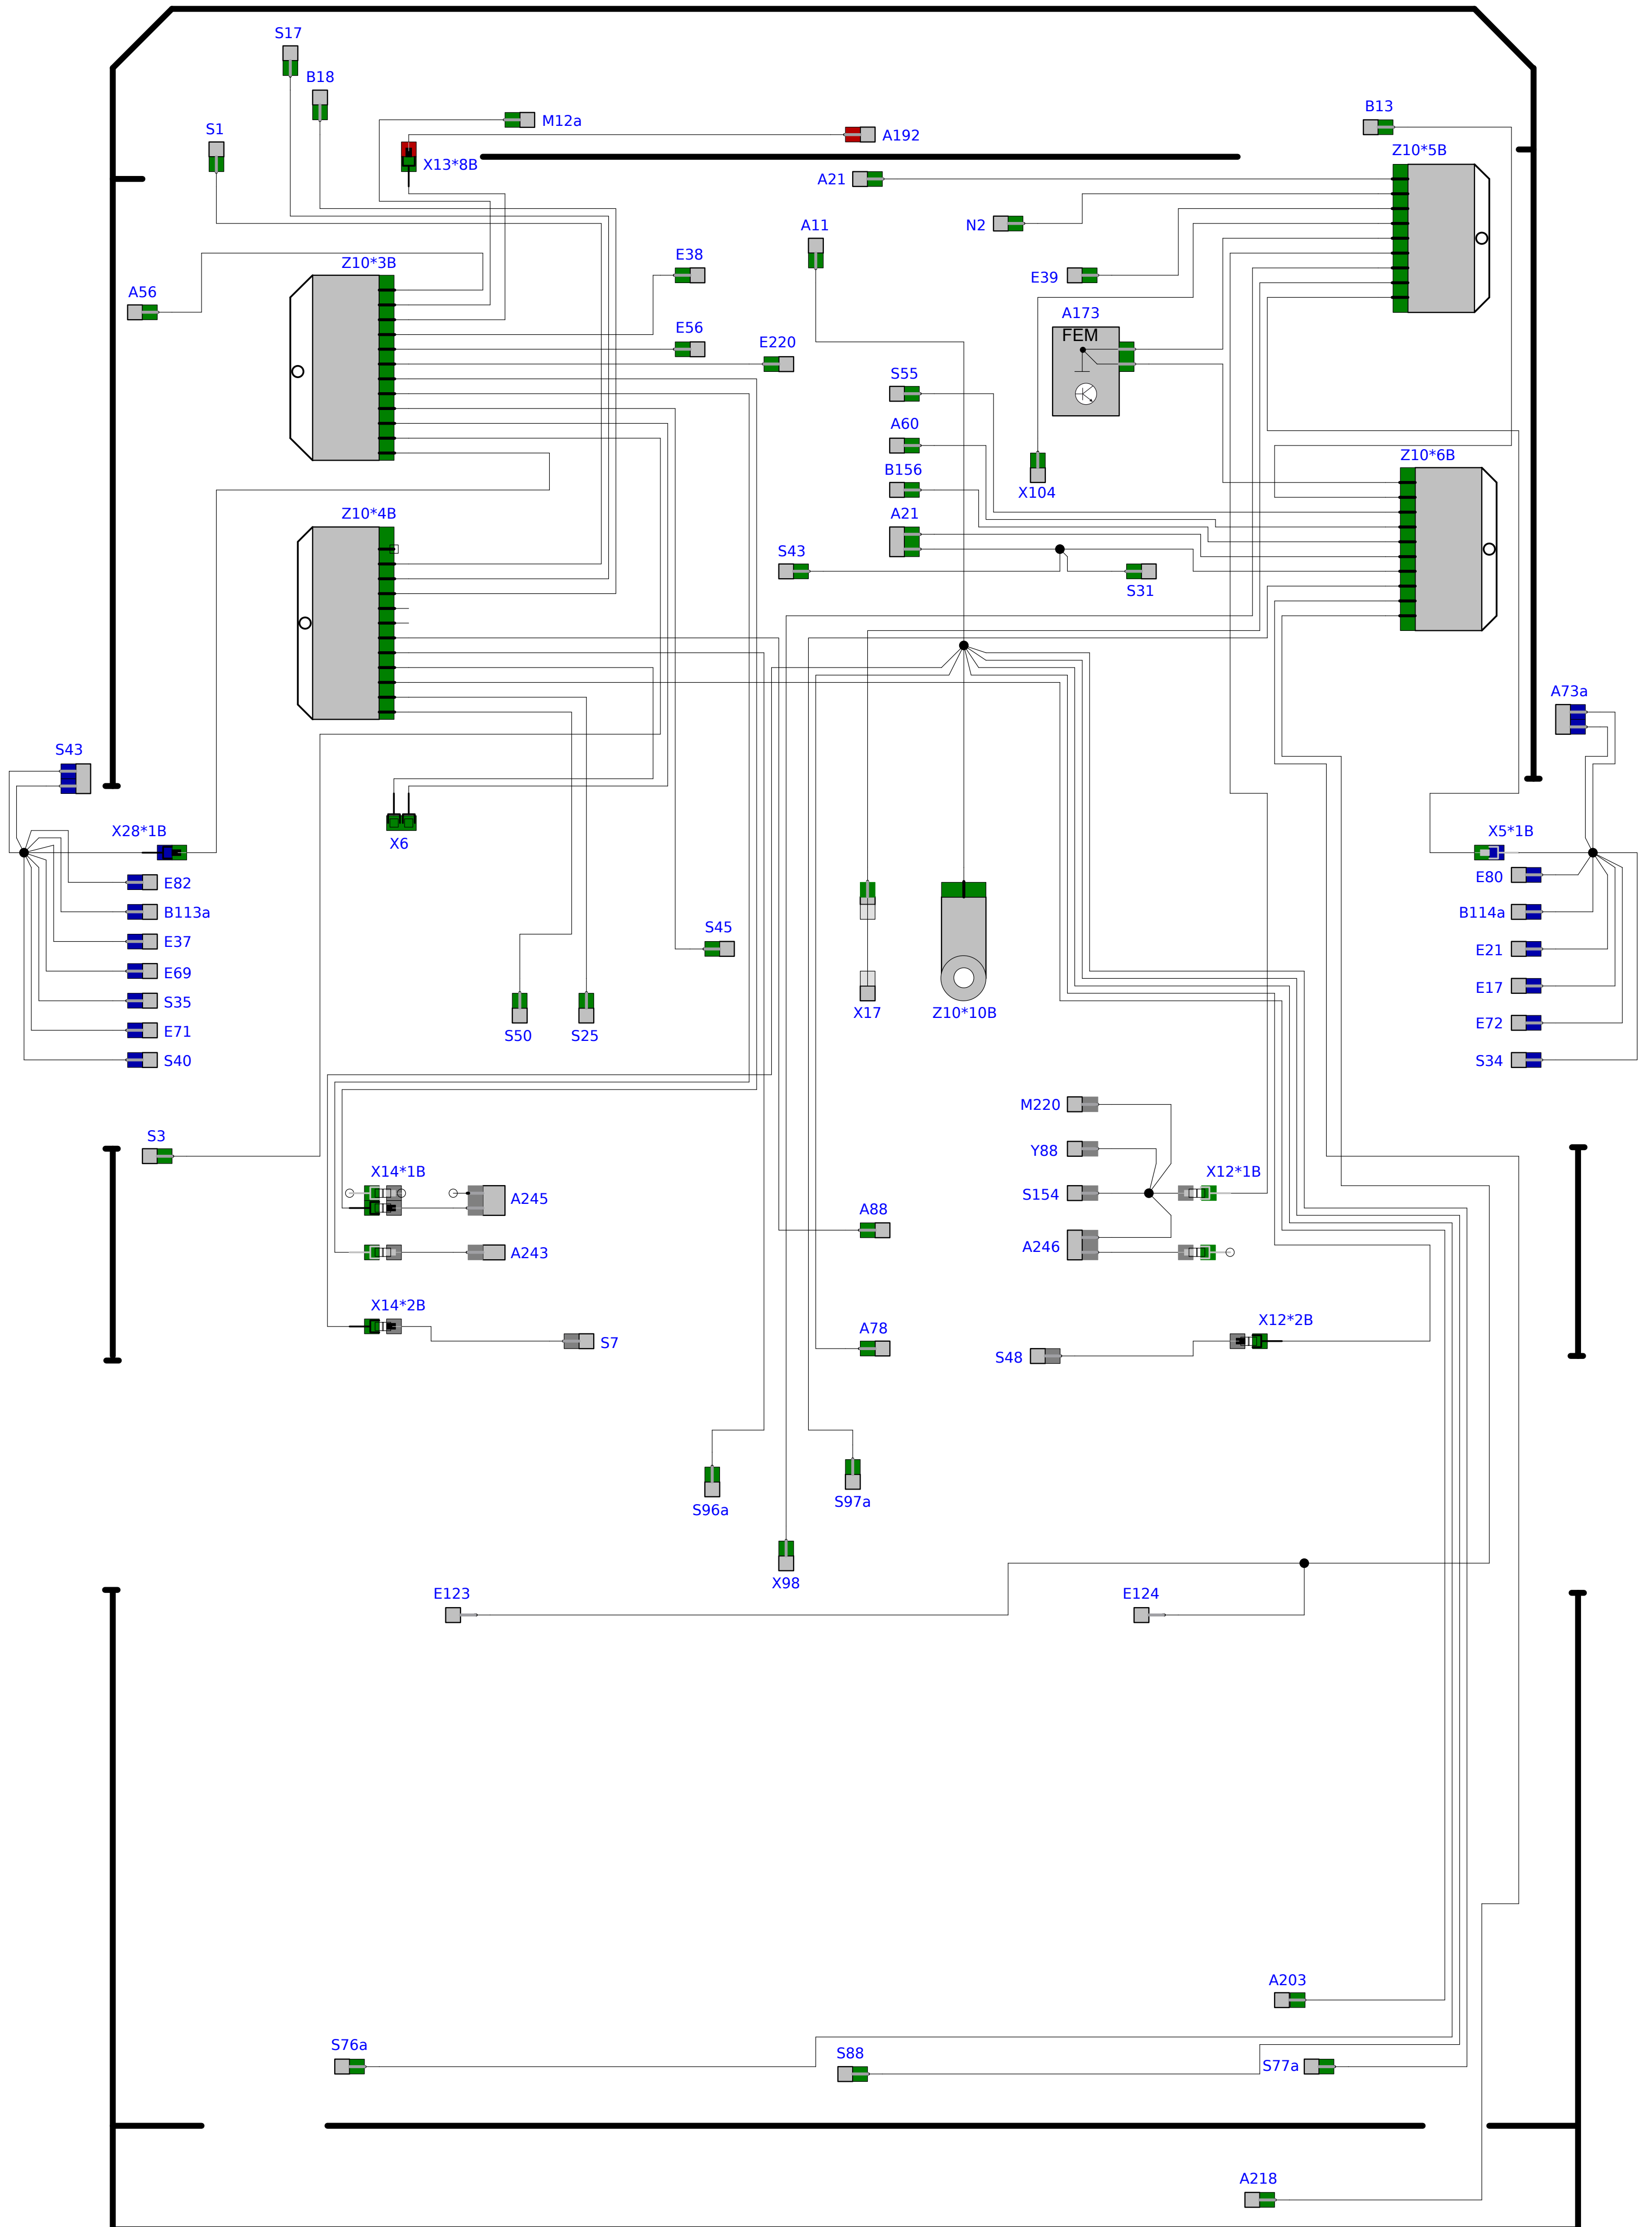 S17
B18
B13
M12a
S1
A192
Z10*5B
X13*8B
A21
A11
N2
E38
Z10*3B
E39
A56
A173
E56
FEM
E220
S55
A60
Z10*6B
B156
X104
Z10*4B
A21
S43
S31
A73a
S43
X28*1B
X5*1B
X6
E82
E80
B113a
B114a
S45
E37
E21
E69
E17
S35
X17
Z10*10B
E72
E71
S50
S25
S40
S34
M220
S3
Y88
X14*1B
X12*1B
S154
A245
A88
A246
A243
X14*2B
X12*2B
A78
S7
S48
S96a
S97a
X98
E123
E124
A203
S76a
S88
S77a
A218